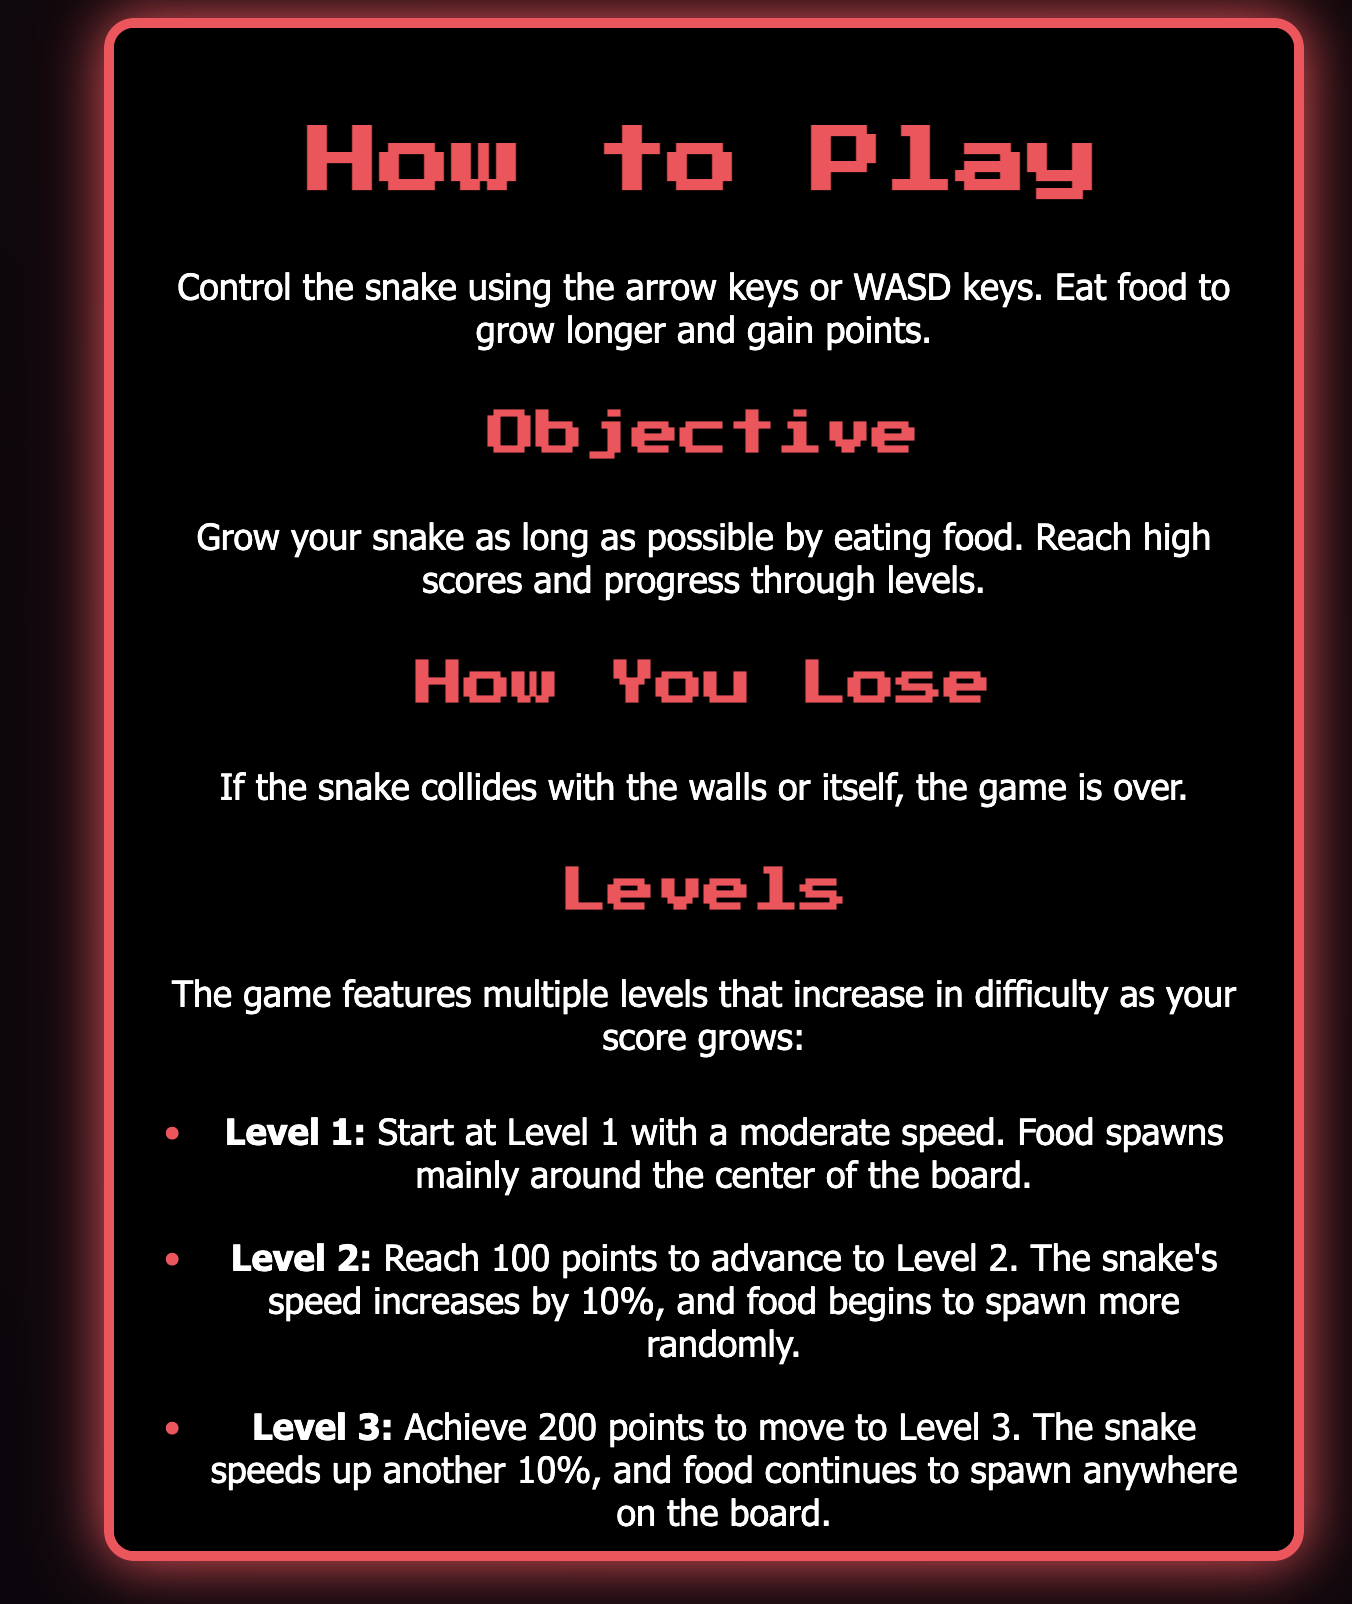 How to Play
Control the snake using the arrow keys or WASD keys. Eat food to
grow longer and gain points.
Objective
Grow your snake as long as possible by eating food. Reach high
scores and progress through levels.
How You Lose
If the snake collides with the walls or itself, the game is over.
Levels
The game features multiple levels that increase in difficulty as your
score grows:
• Level 1: Start at Level 1 with a moderate speed. Food spawns
mainly around the center of the board.
• Level 2: Reach 100 points to advance to Level 2. The snake's
speed increases by 10%, and food begins to spawn more
randomly.
• Level 3: Achieve 200 points to move to Level 3. The snake
speeds up another 10%, and food continues to spawn anywhere
on the board.